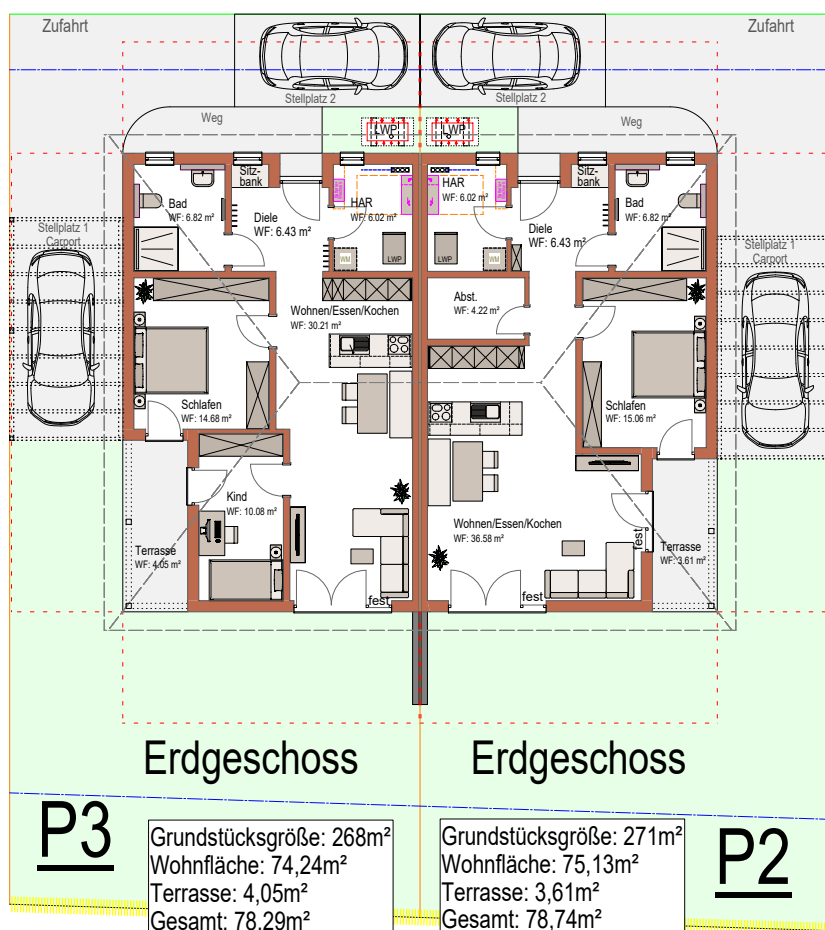 Zufahrt
Zufahrt
Stellplatz 2
Stellplatz 2
Weg
Weg
LWP
LWP
Sitz-
bank
Sitz-
bank
Bad
WF: 6.82 m²
Diele
WF: 6.43 m²
HAR
WF: 6.02 m²
HAR
WF: 6.02 m²
Diele
WF: 6.43 m²
Bad
WF: 6.82 m²
Stellplatz 1
Carport
Stellplatz 1
Carport
WM
LWP
LWP
WM
Wohnen/Essen/Kochen
WF: 30.21 m²
Abst.
WF: 4.22 m²
Schlafen
WF: 14.68 m²
Schlafen
WF: 15.06 m²
Kind
WF: 10.08 m²
Wohnen/Essen/Kochen
WF: 36.58 m²
Terrasse
WF: 4.05 m²
Terrasse
WF: 3.61 m²
fest
fest
fest
Erdgeschoss
Erdgeschoss
P3
Grundstücksgröße: 268m²
Wohnfläche: 74,24m²
Terrasse: 4,05m²
Gesamt: 78,29m²
Grundstücksgröße: 271m²
Wohnfläche: 75,13m²
Terrasse: 3,61m²
Gesamt: 78,74m²
P2